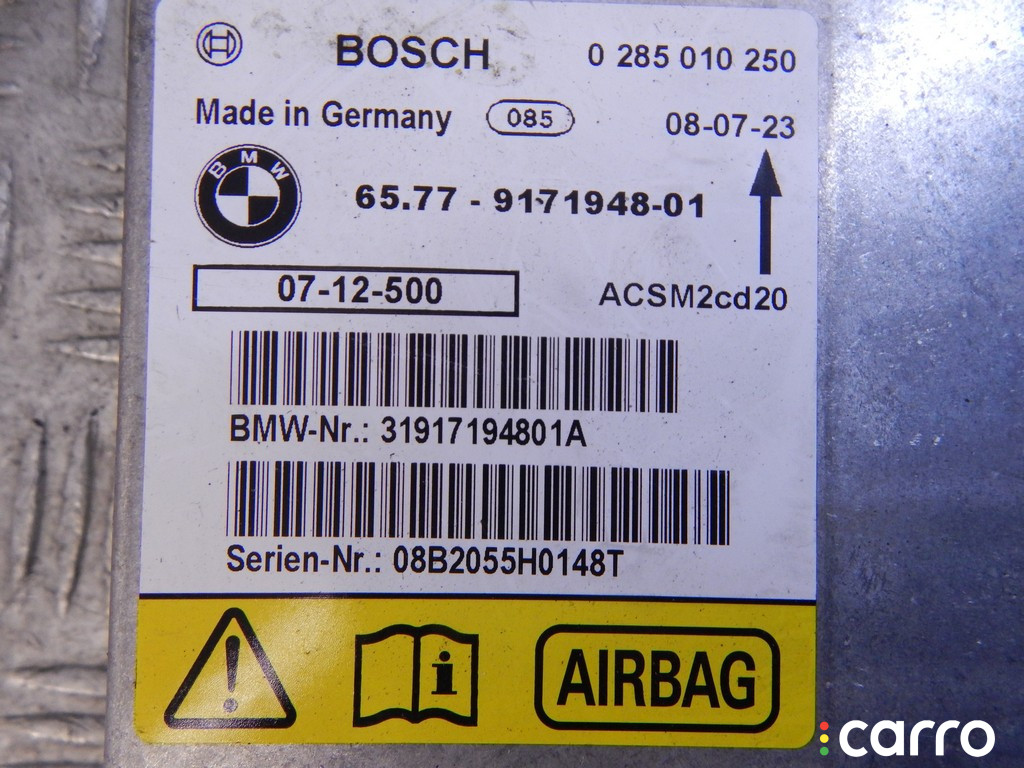 BOSCH 0 285 010 250
Made in Germany 085 08-07-23
BMW
65.77 - 9171948-01
07-12-500 ACSM2cd20
BMW-Nr.: 31917194801A
Serien-Nr.: 08B2055H0148T
! i AIRBAG
carro